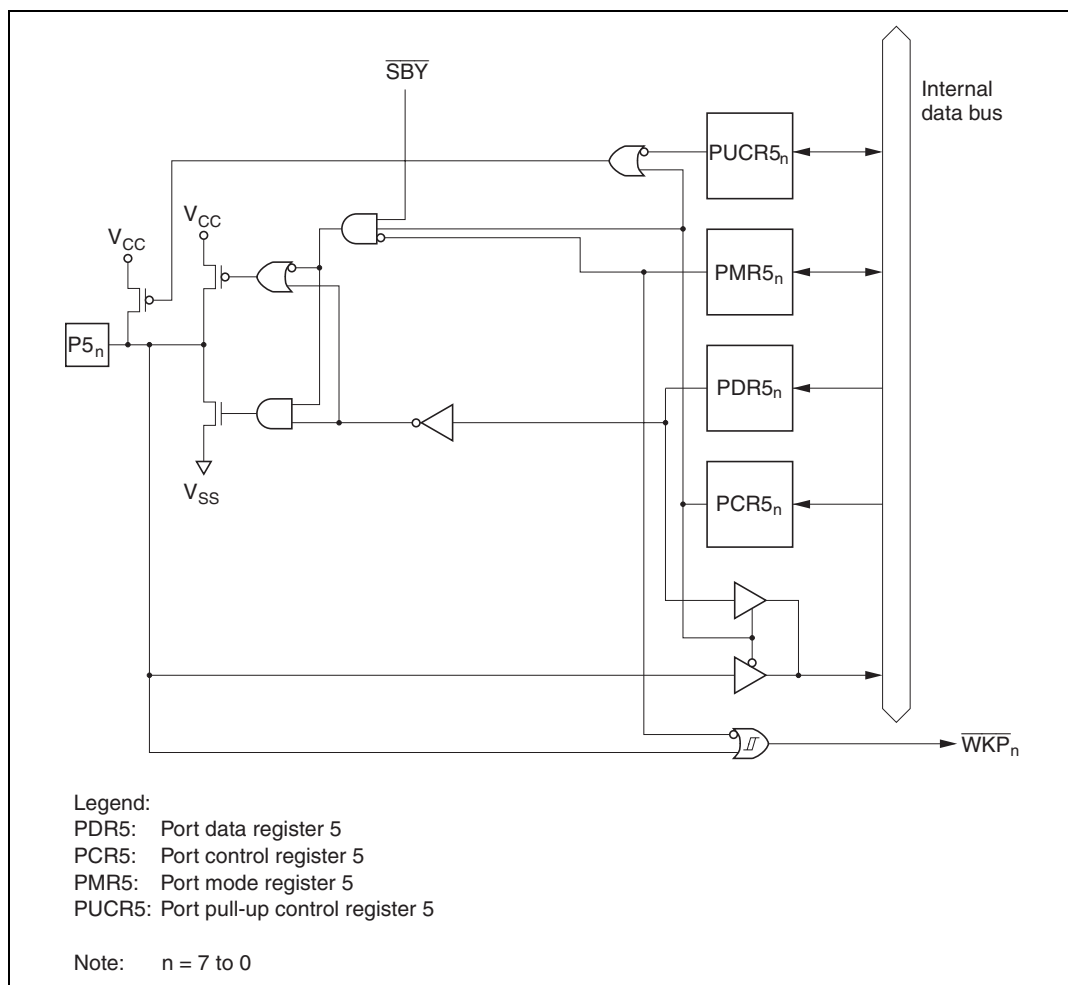 SBY
Internal
data bus
PUCR5n
VCC
VCC
PMR5n
P5n
PDR5n
VSS
PCR5n
WKPn
Legend:
PDR5: Port data register 5
PCR5: Port control register 5
PMR5: Port mode register 5
PUCR5: Port pull-up control register 5
Note: n = 7 to 0